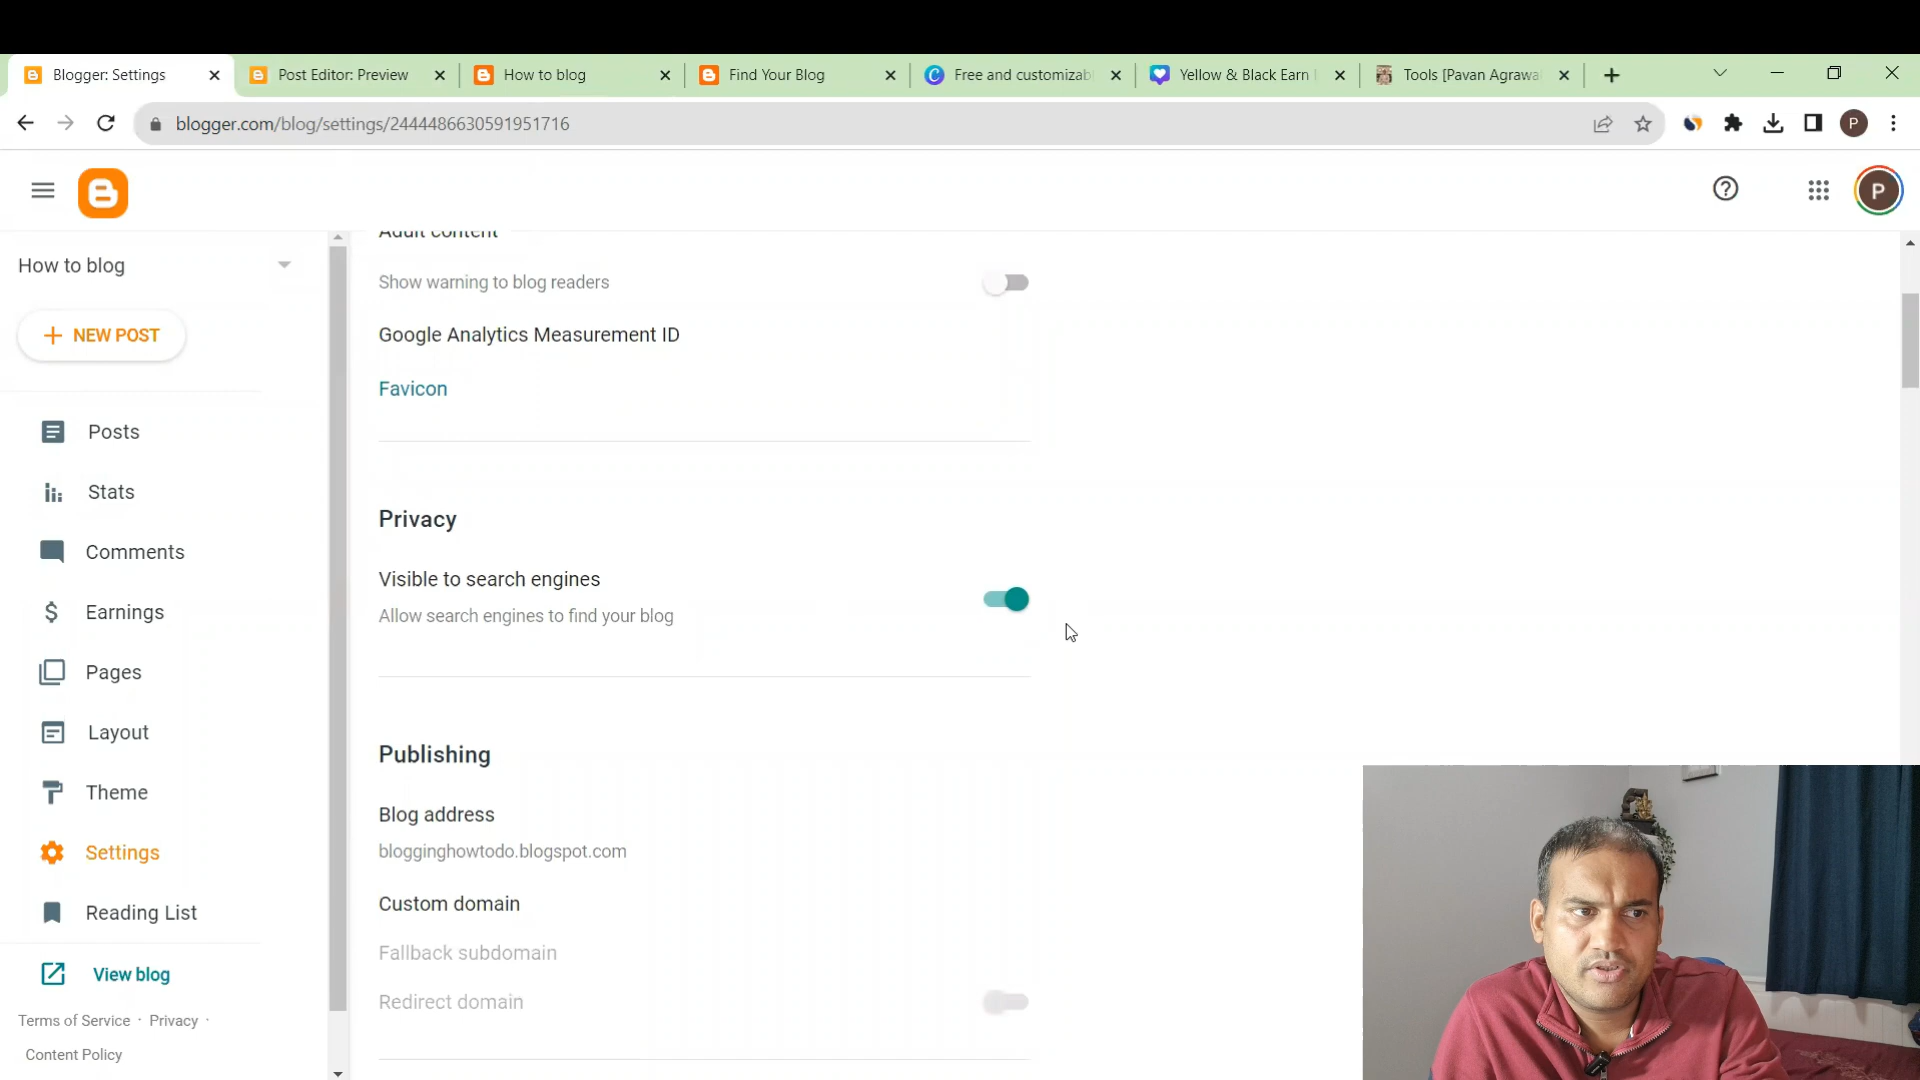 Blogger: Settings
Post Editor: Preview
How to blog
Find Your Blog
Free and customizab
Yellow & Black Earn
Tools [Pavan Agrawa
blogger.com/blog/settings/2444486630591951716
P
P
How to blog
NEW POST
Posts
Stats
Comments
Earnings
Pages
Layout
Theme
Settings
Reading List
View blog
Terms of Service · Privacy ·
Content Policy
Adult content
Show warning to blog readers
Google Analytics Measurement ID
Favicon
Privacy
Visible to search engines
Allow search engines to find your blog
Publishing
Blog address
blogginghowtodo.blogspot.com
Custom domain
Fallback subdomain
Redirect domain